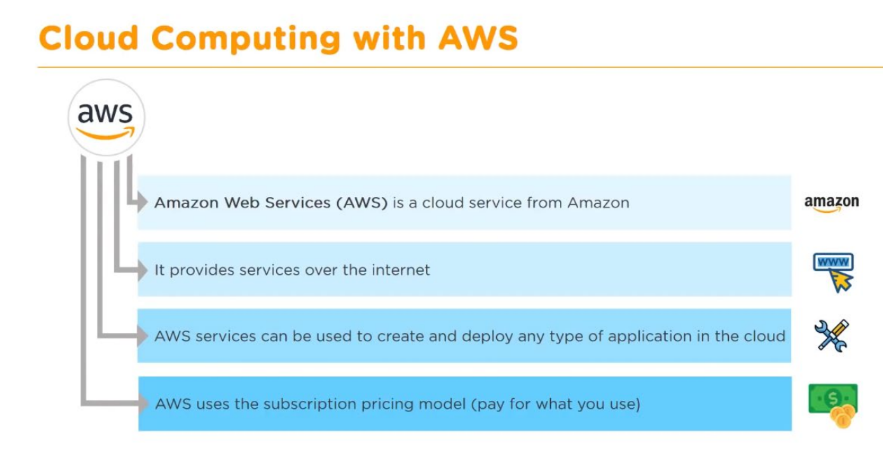 Cloud Computing with AWS
aws
Amazon Web Services (AWS) is a cloud service from Amazon
amazon
It provides services over the internet
WWW
AWS services can be used to create and deploy any type of application in the cloud
AWS uses the subscription pricing model (pay for what you use)
$